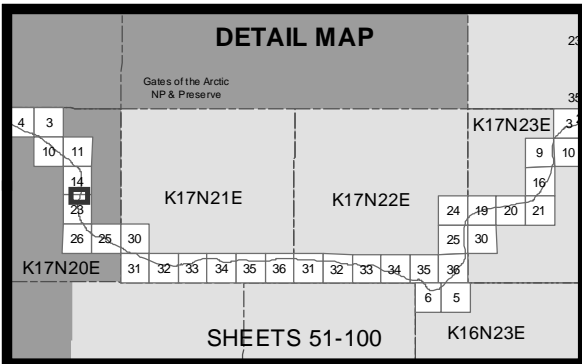 DETAIL MAP
23
Gates of the Arctic
NP & Preserve
35
4 3
K17N23E
3
10 11
9 10
14
16
K17N21E
K17N22E
23
24 19 20 21
26 25 30
25 30
K17N20E
31 32 33 34 35 36 31 32 33 34 35 36
6 5
SHEETS 51-100
K16N23E